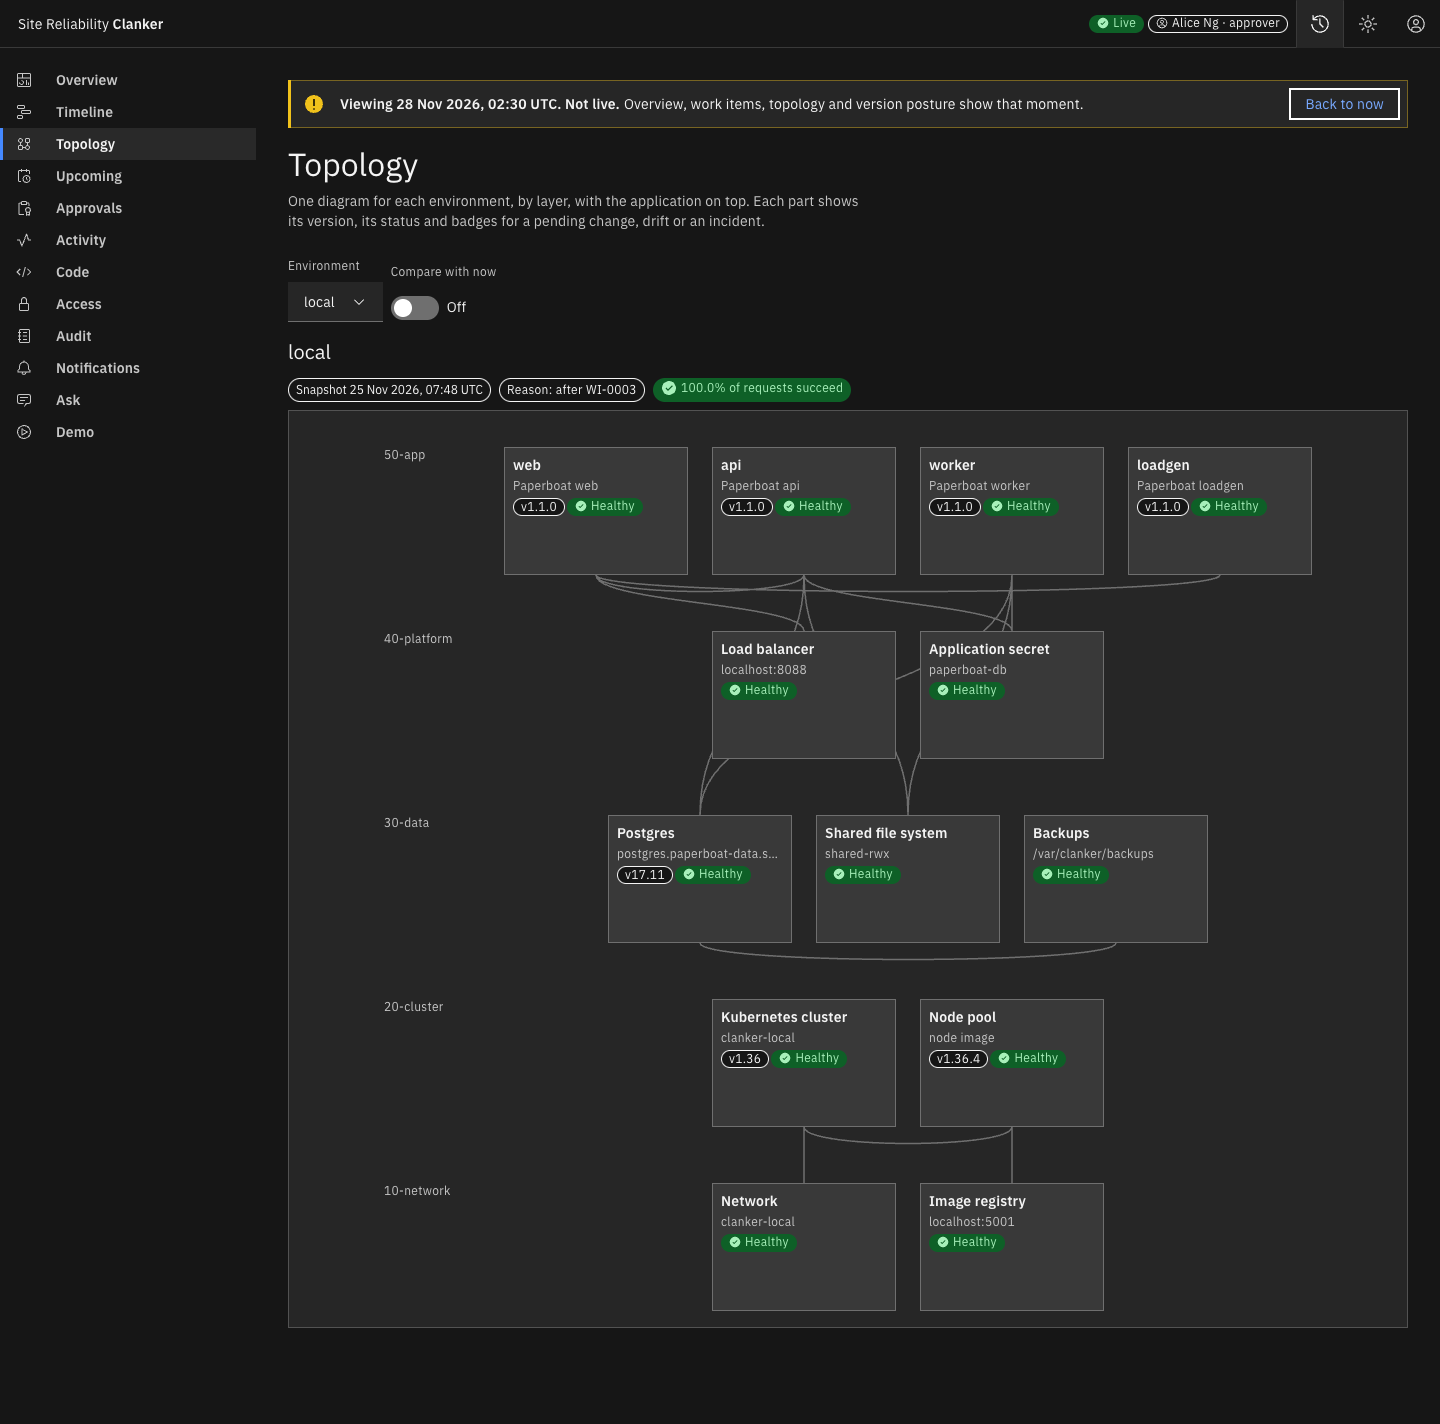 Site Reliability Clanker
Live
Alice Ng · approver
Overview
Timeline
Topology
Upcoming
Approvals
Activity
Code
Access
Audit
Notifications
Ask
Demo
Viewing 28 Nov 2026, 02:30 UTC. Not live. Overview, work items, topology and version posture show that moment.
Back to now
Topology
One diagram for each environment, by layer, with the application on top. Each part shows
its version, its status and badges for a pending change, drift or an incident.
Environment
local
Compare with now
Off
local
Snapshot 25 Nov 2026, 07:48 UTC
Reason: after WI-0003
100.0% of requests succeed
50-app
web
Paperboat web
v1.1.0
Healthy
api
Paperboat api
v1.1.0
Healthy
worker
Paperboat worker
v1.1.0
Healthy
loadgen
Paperboat loadgen
v1.1.0
Healthy
40-platform
Load balancer
localhost:8088
Healthy
Application secret
paperboat-db
Healthy
30-data
Postgres
postgres.paperboat-data.s...
v17.11
Healthy
Shared file system
shared-rwx
Healthy
Backups
/var/clanker/backups
Healthy
20-cluster
Kubernetes cluster
clanker-local
v1.36
Healthy
Node pool
node image
v1.36.4
Healthy
10-network
Network
clanker-local
Healthy
Image registry
localhost:5001
Healthy